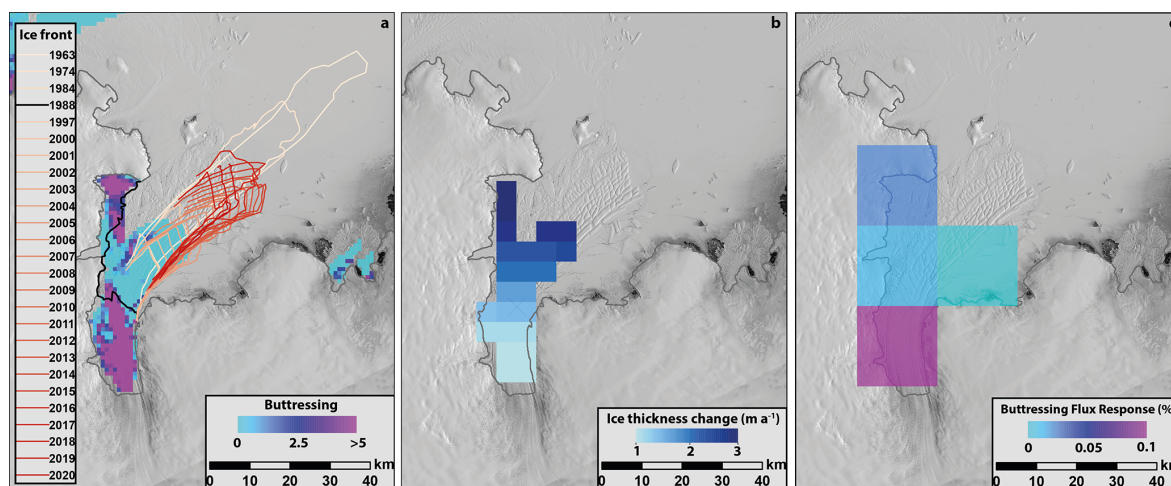 a
Ice front
1963
1974
1984
1988
1997
2000
2001
2002
2003
2004
2005
2006
2007
2008
2009
2010
2011
2012
2013
2014
2015
2016
2017
2018
2019
2020
Buttressing
0 2.5 >5
km
0 10 20 30 40
b
Ice thickness change (m a⁻¹)
1 2 3
km
0 10 20 30 40
Buttressing Flux Response (%
0 0.05 0.1
0 10 20 30 40